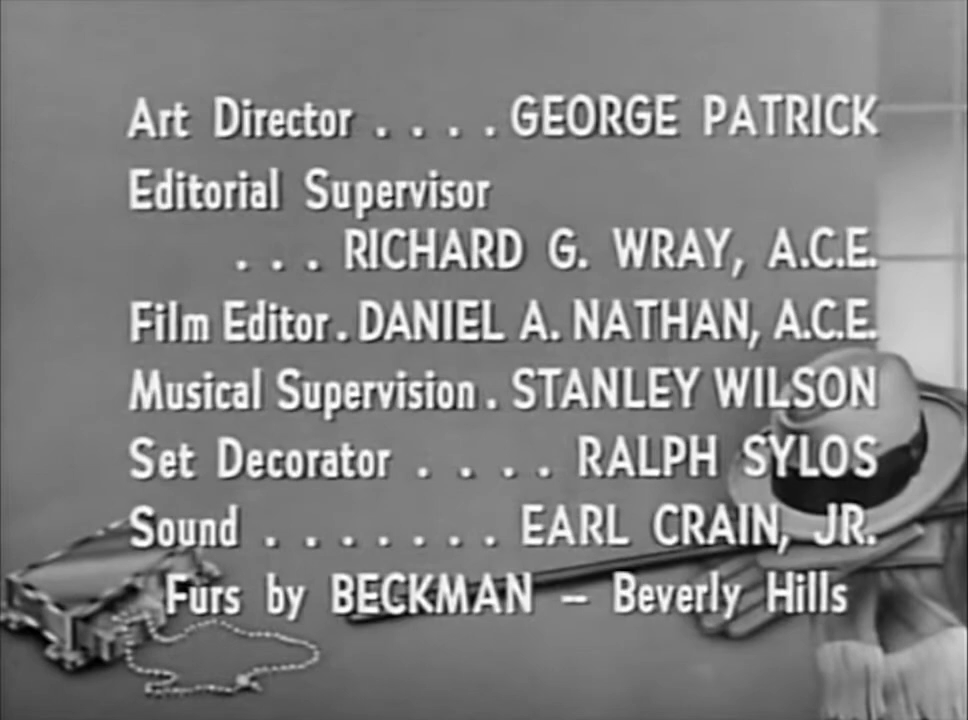 Art Director . . . . GEORGE PATRICK
Editorial Supervisor
. . . RICHARD G. WRAY, A.C.E.
Film Editor . DANIEL A. NATHAN, A.C.E.
Musical Supervision . STANLEY WILSON
Set Decorator . . . . RALPH SYLOS
Sound . . . . . . . EARL CRAIN, JR.
Furs by BECKMAN – Beverly Hills